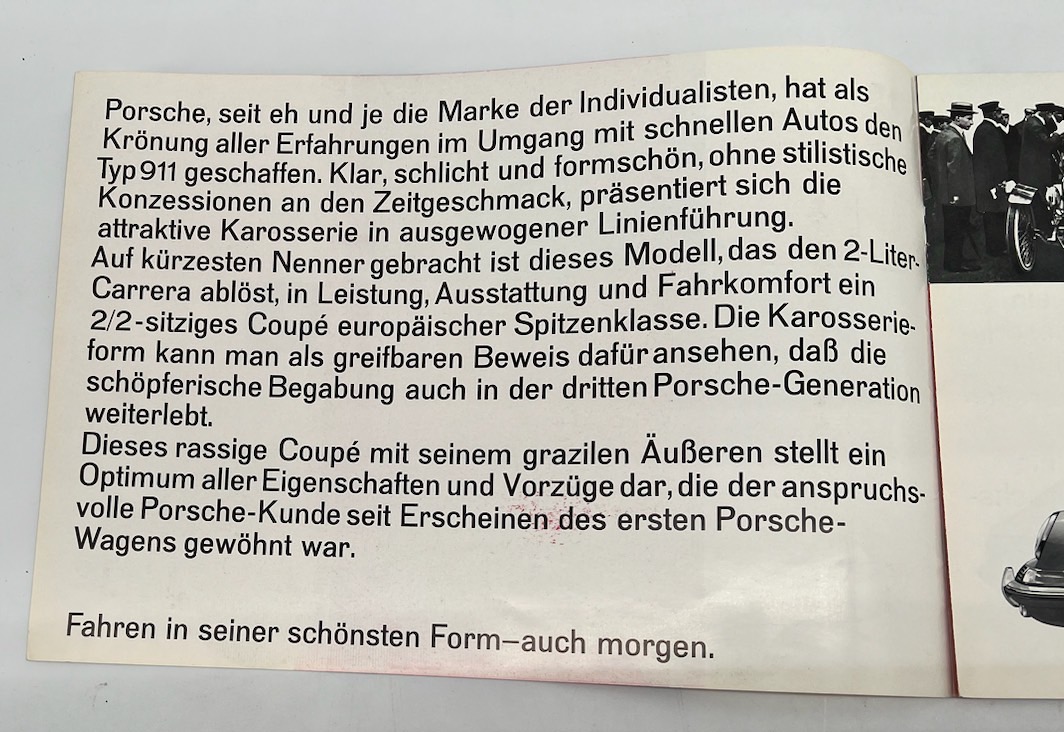 Porsche, seit eh und je die Marke der Individualisten, hat als
Krönung aller Erfahrungen im Umgang mit schnellen Autos den
Typ 911 geschaffen. Klar, schlicht und formschön, ohne stilistische
Konzessionen an den Zeitgeschmack, präsentiert sich die
attraktive Karosserie in ausgewogener Linienführung.
Auf kürzesten Nenner gebracht ist dieses Modell, das den 2-Liter-
Carrera ablöst, in Leistung, Ausstattung und Fahrkomfort ein
2/2-sitziges Coupé europäischer Spitzenklasse. Die Karosserie-
form kann man als greifbaren Beweis dafür ansehen, daß die
schöpferische Begabung auch in der dritten Porsche-Generation
weiterlebt.
Dieses rassige Coupé mit seinem grazilen Äußeren stellt ein
Optimum aller Eigenschaften und Vorzüge dar, die der anspruchs-
volle Porsche-Kunde seit Erscheinen des ersten Porsche-
Wagens gewöhnt war.
Fahren in seiner schönsten Form–auch morgen.